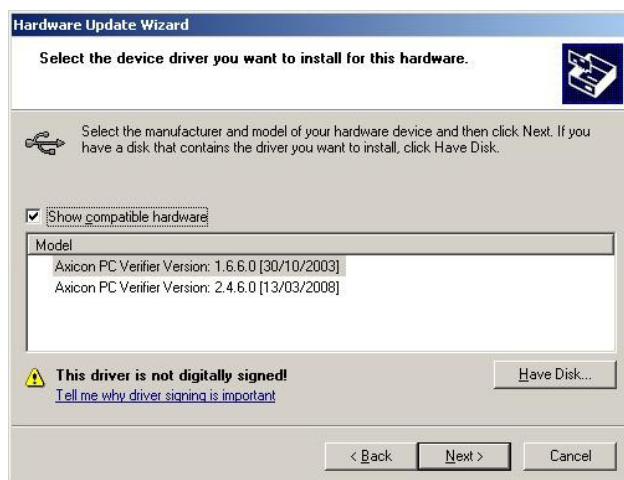 Hardware Update Wizard
Select the device driver you want to install for this hardware.
Select the manufacturer and model of your hardware device and then click Next. If you
have a disk that contains the driver you want to install, click Have Disk.
Show compatible hardware
Model
Axicon PC Verifier Version: 1.6.6.0 [30/10/2003]
Axicon PC Verifier Version: 2.4.6.0 [13/03/2008]
This driver is not digitally signed!
Tell me why driver signing is important
Have Disk...
< Back
Next >
Cancel